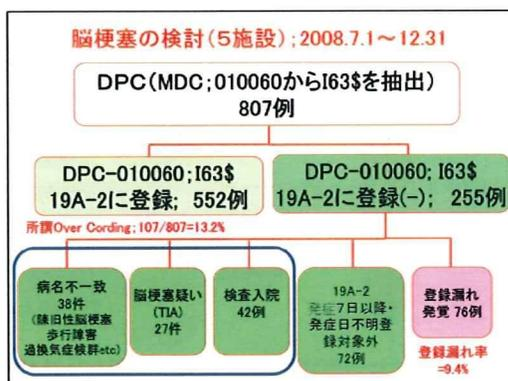 脳梗塞の検討(5施設);2008.7.1～12.31
DPC(MDC;010060からI63$を抽出)
807例
DPC-010060;I63$
19A-2に登録; 552例
DPC-010060; I63$
19A-2に登録(-); 255例
所謂Over Cording;107/807=13.2%
病名不一致
38件
(陳旧性脳梗塞
歩行障害
過換気症候群etc)
脳梗塞疑い
(TIA)
27件
検査入院
42例
19A-2
発症7日以降・
発症日不明登
録対象外
72例
登録漏れ
発覚 76例
登録漏れ率
=9.4%